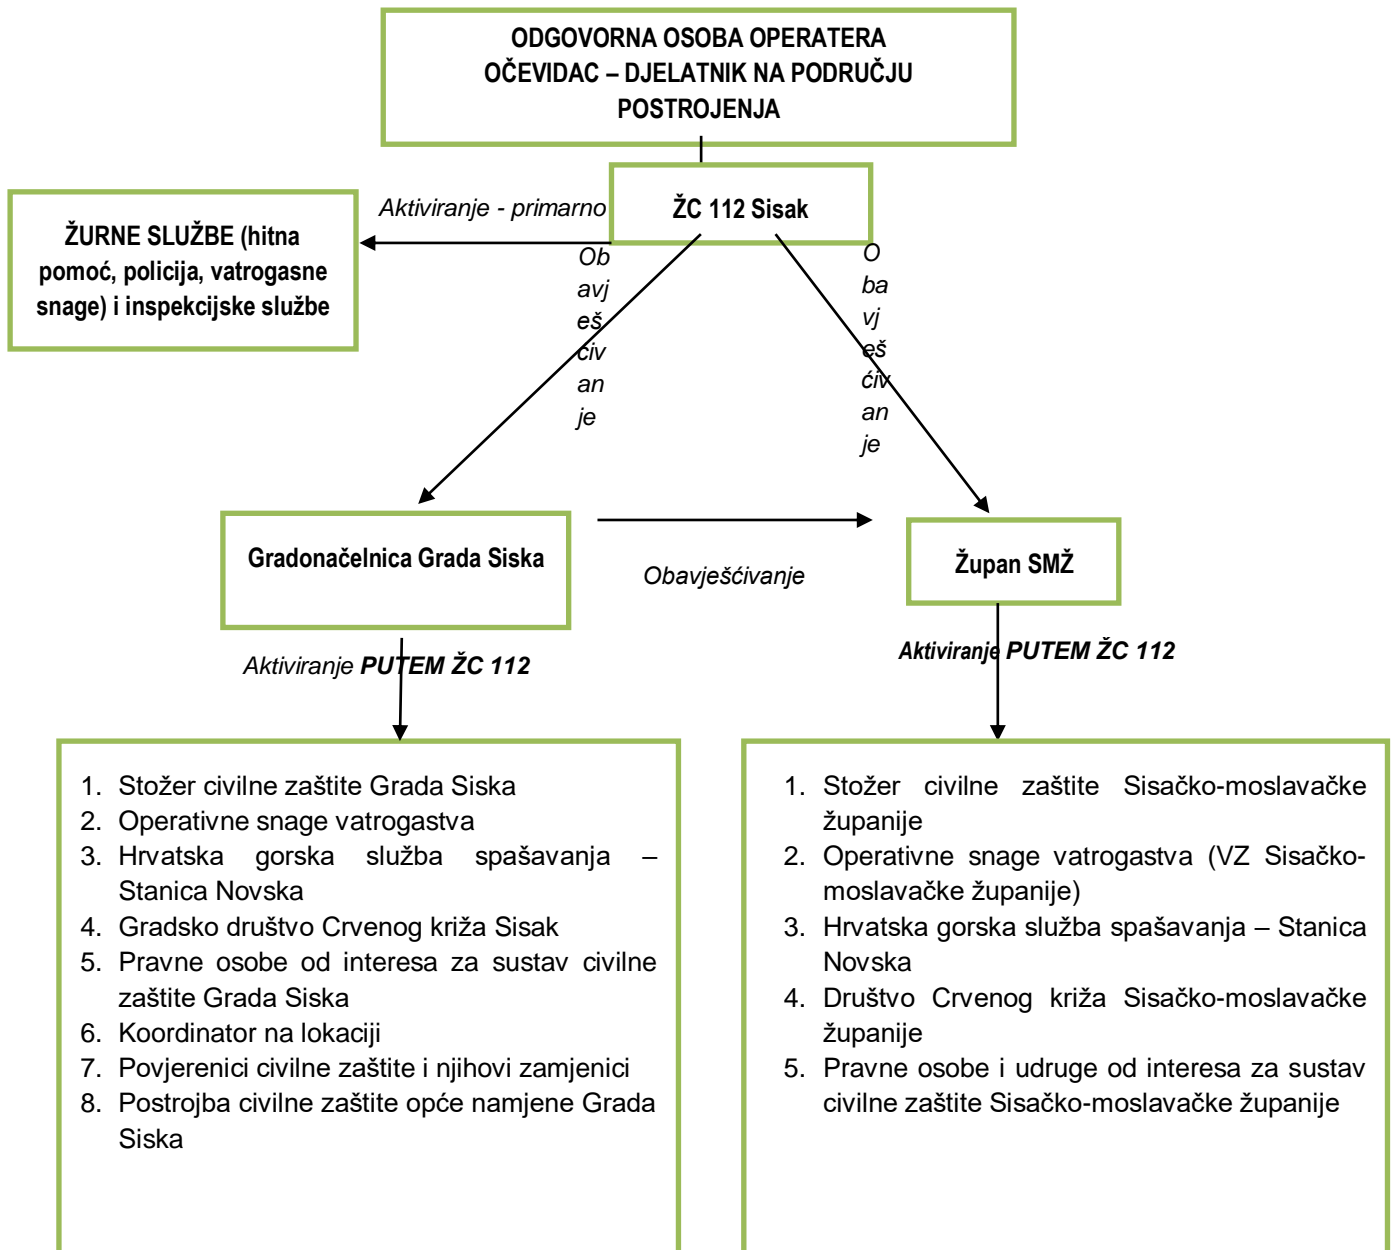 ODGOVORNA OSOBA OPERATERA
OČEVIDAC – DJELATNIK NA PODRUČJU
POSTROJENJA
ŽC 112 Sisak
Aktiviranje - primarno
ŽURNE SLUŽBE (hitna
pomoć, policija, vatrogasne
snage) i inspekcijske službe
Ob
avj
eš
ćiv
an
je
O
ba
vj
eš
ćiv
an
je
Gradonačelnica Grada Siska
Obavješćivanje
Župan SMŽ
Aktiviranje PUTEM ŽC 112
Aktiviranje PUTEM ŽC 112
1. Stožer civilne zaštite Grada Siska
2. Operativne snage vatrogastva
3. Hrvatska gorska služba spašavanja –
Stanica Novska
4. Gradsko društvo Crvenog križa Sisak
5. Pravne osobe od interesa za sustav civilne
zaštite Grada Siska
6. Koordinator na lokaciji
7. Povjerenici civilne zaštite i njihovi zamjenici
8. Postrojba civilne zaštite opće namjene Grada
Siska
1. Stožer civilne zaštite Sisačko-moslavačke
županije
2. Operativne snage vatrogastva (VZ Sisačko-
moslavačke županije)
3. Hrvatska gorska služba spašavanja – Stanica
Novska
4. Društvo Crvenog križa Sisačko-moslavačke
županije
5. Pravne osobe i udruge od interesa za sustav
civilne zaštite Sisačko-moslavačke županije